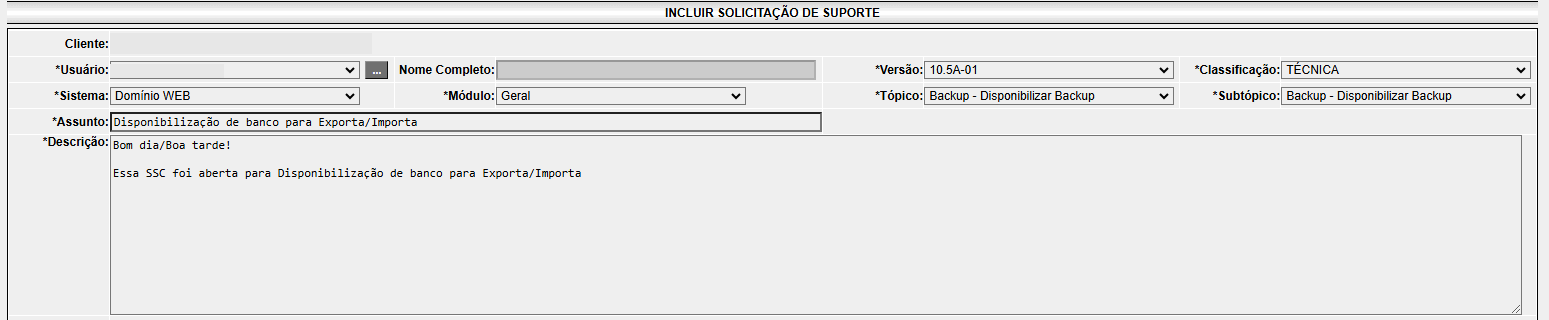 INCLUIR SOLICITAÇÃO DE SUPORTE
Cliente:
*Usuário: ... Nome Completo: *Versão: 10.5A-01 *Classificação: TÉCNICA
*Sistema: Domínio WEB *Módulo: Geral *Tópico: Backup - Disponibilizar Backup *Subtópico: Backup - Disponibilizar Backup
*Assunto: Disponibilização de banco para Exporta/Importa
*Descrição: Bom dia/Boa tarde!
Essa SSC foi aberta para Disponibilização de banco para Exporta/Importa